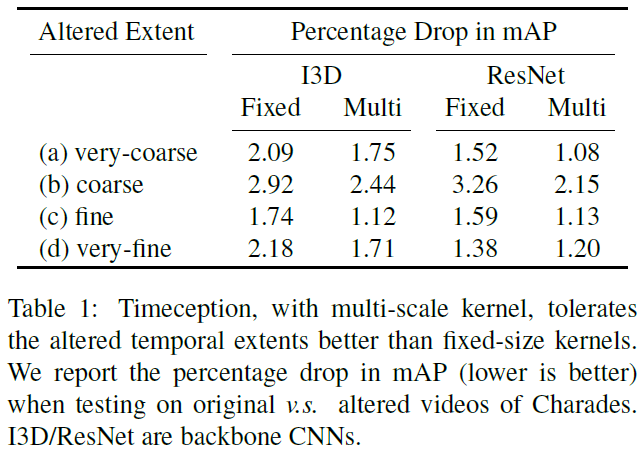 Altered Extent Percentage Drop in mAP
I3D ResNet
Fixed Multi Fixed Multi
(a) very-coarse 2.09 1.75 1.52 1.08
(b) coarse 2.92 2.44 3.26 2.15
(c) fine 1.74 1.12 1.59 1.13
(d) very-fine 2.18 1.71 1.38 1.20
Table 1: Timeception, with multi-scale kernel, tolerates
the altered temporal extents better than fixed-size kernels.
We report the percentage drop in mAP (lower is better)
when testing on original v.s. altered videos of Charades.
I3D/ResNet are backbone CNNs.